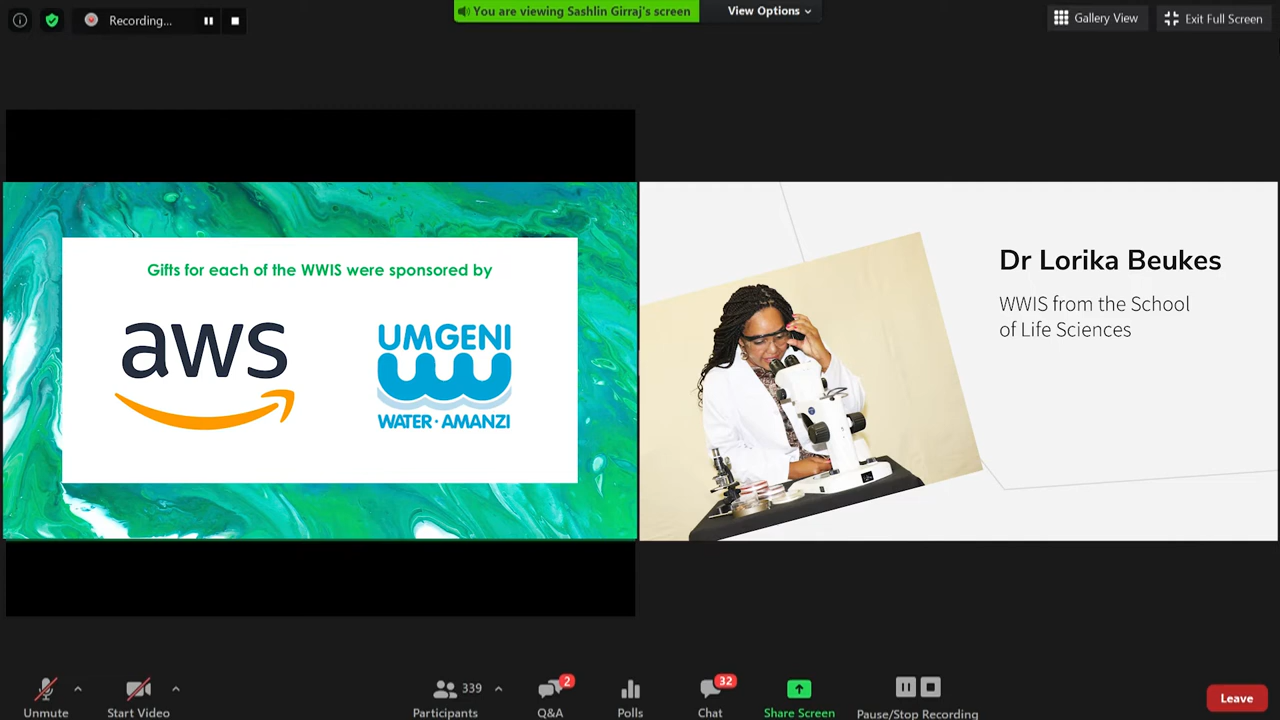 Recording...
You are viewing Sashlin Girraj's screen
View Options
Gallery View
Exit Full Screen
Gifts for each of the WWIS were sponsored by
aws
UMGENI
WATER · AMANZI
Dr Lorika Beukes
WWIS from the School
of Life Sciences
Unmute
Start Video
339
Participants
2
Q&A
Polls
32
Chat
Share Screen
Pause/Stop Recording
Leave